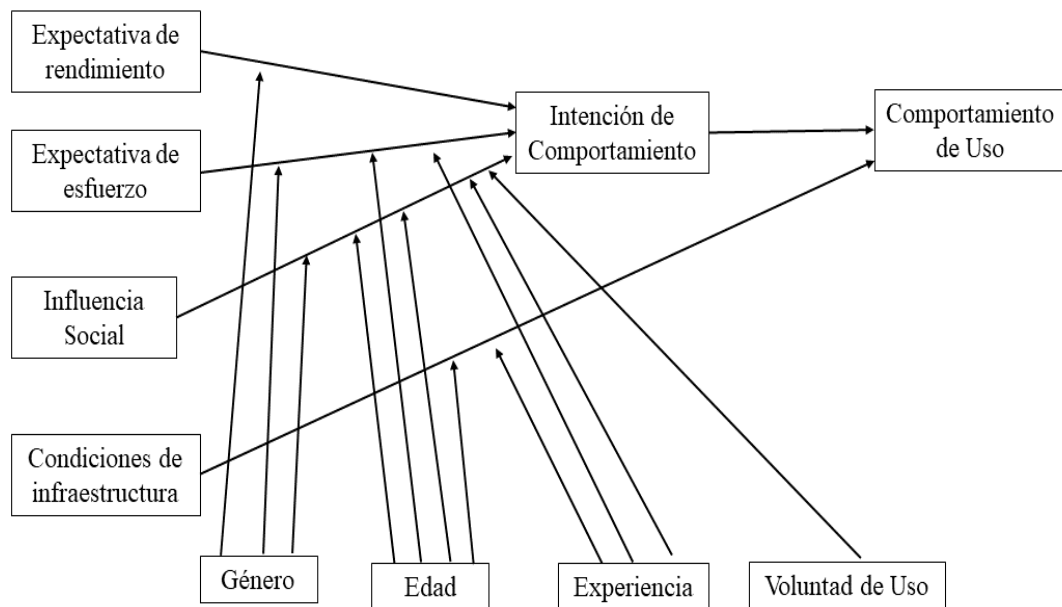 Expectativa de
rendimiento
Expectativa de
esfuerzo
Influencia
Social
Condiciones de
infraestructura
Intención de
Comportamiento
Comportamiento
de Uso
Género
Edad
Experiencia
Voluntad de Uso